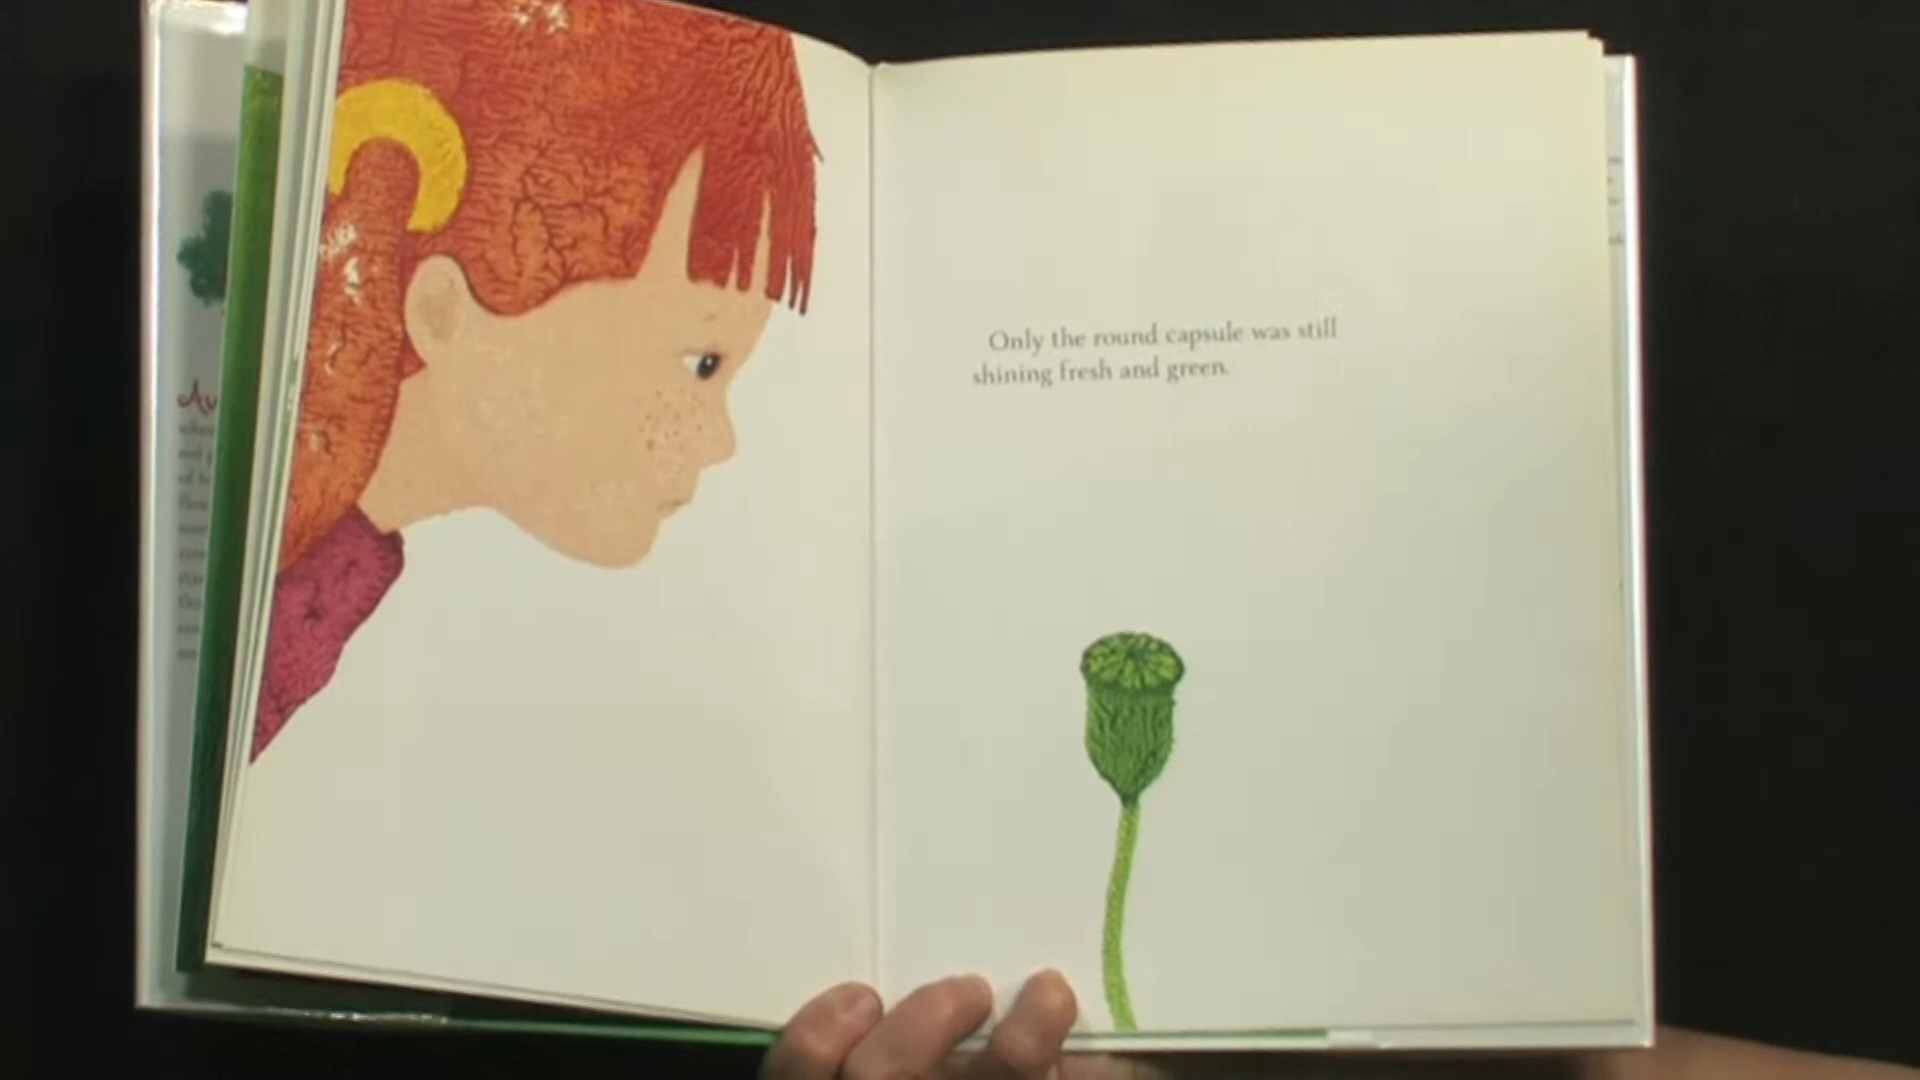 Only the round capsule was still
shining fresh and green.